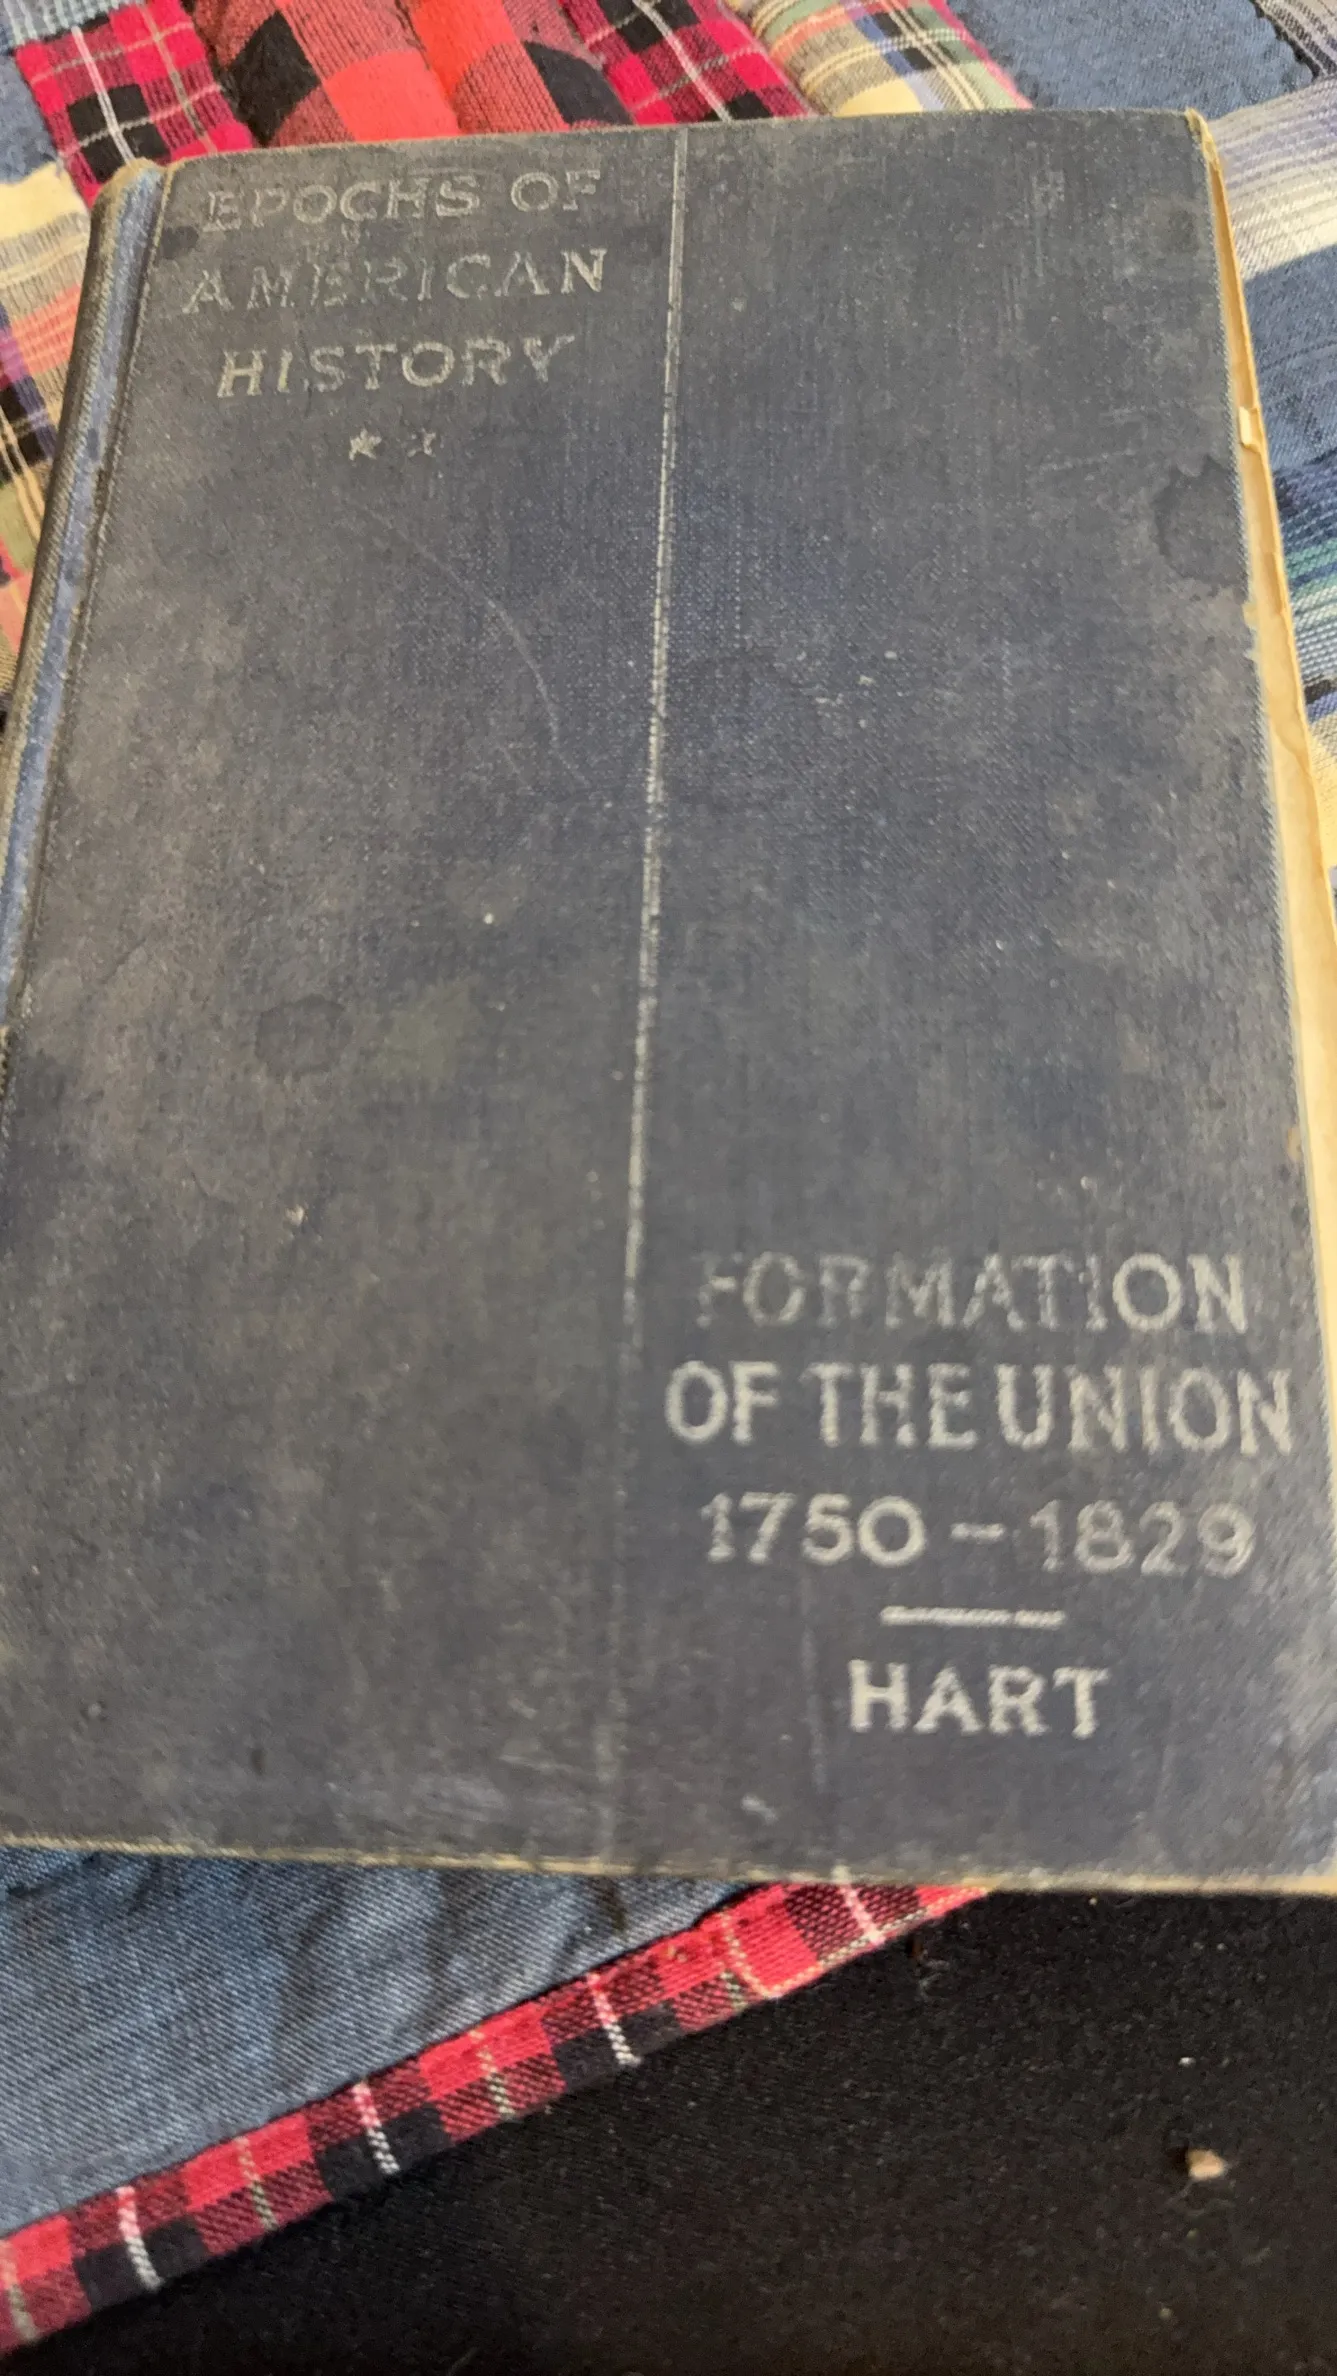 EPOCHS OF
AMERICAN
HISTORY
FORMATION
OF THE UNION
1750 – 1829
HART